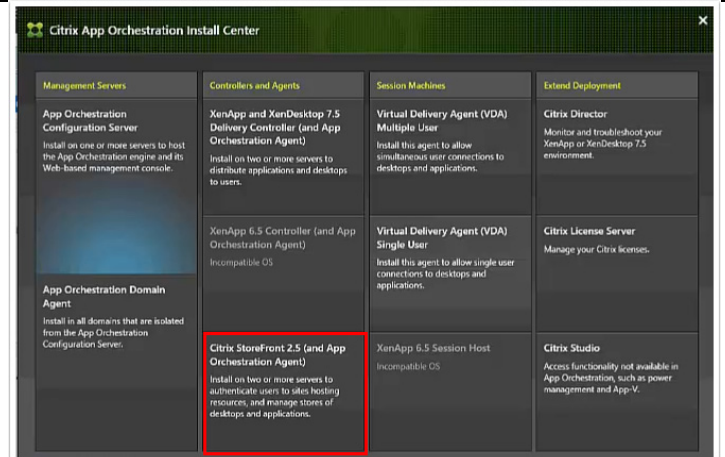 Citrix App Orchestration Install Center
Management Servers
App Orchestration
Configuration Server
Install on one or more servers to host
the App Orchestration engine and its
Web-based management console.
App Orchestration Domain
Agent
Install in all domains that are isolated
from the App Orchestration
Configuration Server.
Controllers and Agents
XenApp and XenDesktop 7.5
Delivery Controller (and App
Orchestration Agent)
Install on two or more servers to
distribute applications and desktops
to users.
XenApp 6.5 Controller (and App
Orchestration Agent)
Incompatible OS
Citrix StoreFront 2.5 (and App
Orchestration Agent)
Install on two or more servers to
authenticate users to sites hosting
resources, and manage stores of
desktops and applications.
Session Machines
Virtual Delivery Agent (VDA)
Multiple User
Install this agent to allow
simultaneous user connections to
desktops and applications.
Virtual Delivery Agent (VDA)
Single User
Install this agent to allow single user
connections to desktops and
applications.
XenApp 6.5 Session Host
Incompatible OS
Extend Deployment
Citrix Director
Monitor and troubleshoot your
XenApp or XenDesktop 7.5
environment.
Citrix License Server
Manage your Citrix licenses.
Citrix Studio
Access functionality not available in
App Orchestration, such as power
management and App-V.